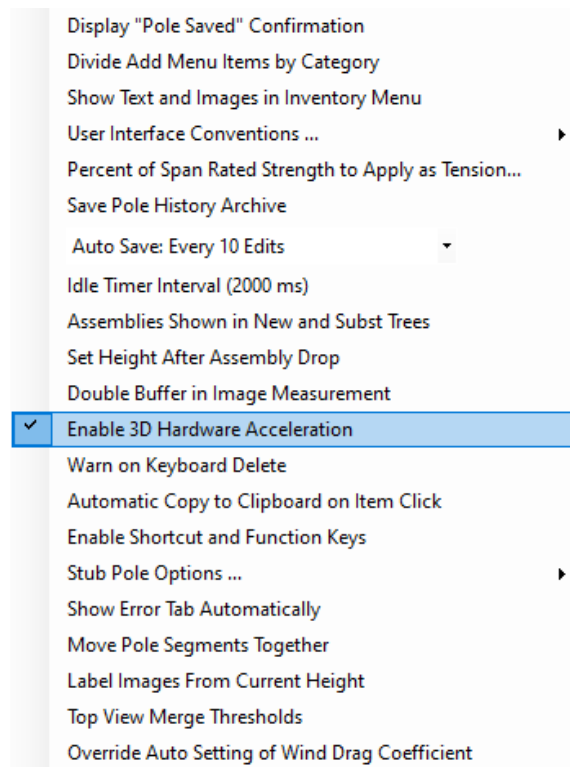 Display "Pole Saved" Confirmation
Divide Add Menu Items by Category
Show Text and Images in Inventory Menu
User Interface Conventions ...
Percent of Span Rated Strength to Apply as Tension...
Save Pole History Archive
Auto Save: Every 10 Edits
Idle Timer Interval (2000 ms)
Assemblies Shown in New and Subst Trees
Set Height After Assembly Drop
Double Buffer in Image Measurement
Enable 3D Hardware Acceleration
Warn on Keyboard Delete
Automatic Copy to Clipboard on Item Click
Enable Shortcut and Function Keys
Stub Pole Options ...
Show Error Tab Automatically
Move Pole Segments Together
Label Images From Current Height
Top View Merge Thresholds
Override Auto Setting of Wind Drag Coefficient